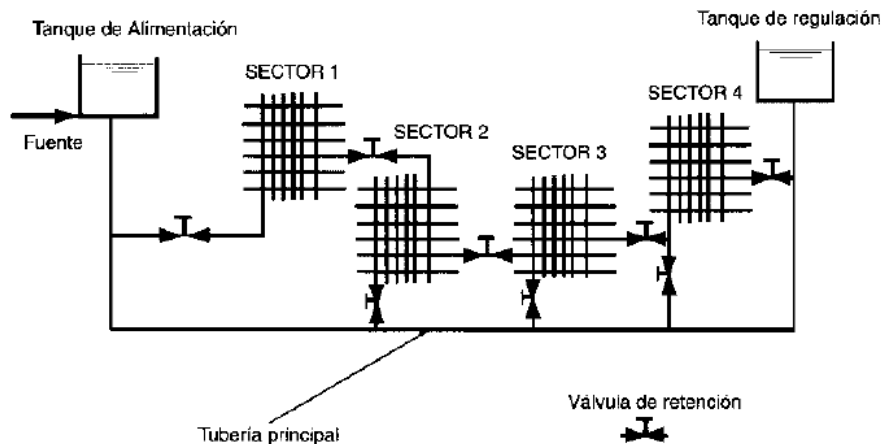 Tanque de Alimentación
Tanque de regulación
SECTOR 1
SECTOR 4
Fuente
SECTOR 2
SECTOR 3
Válvula de retención
Tubería principal